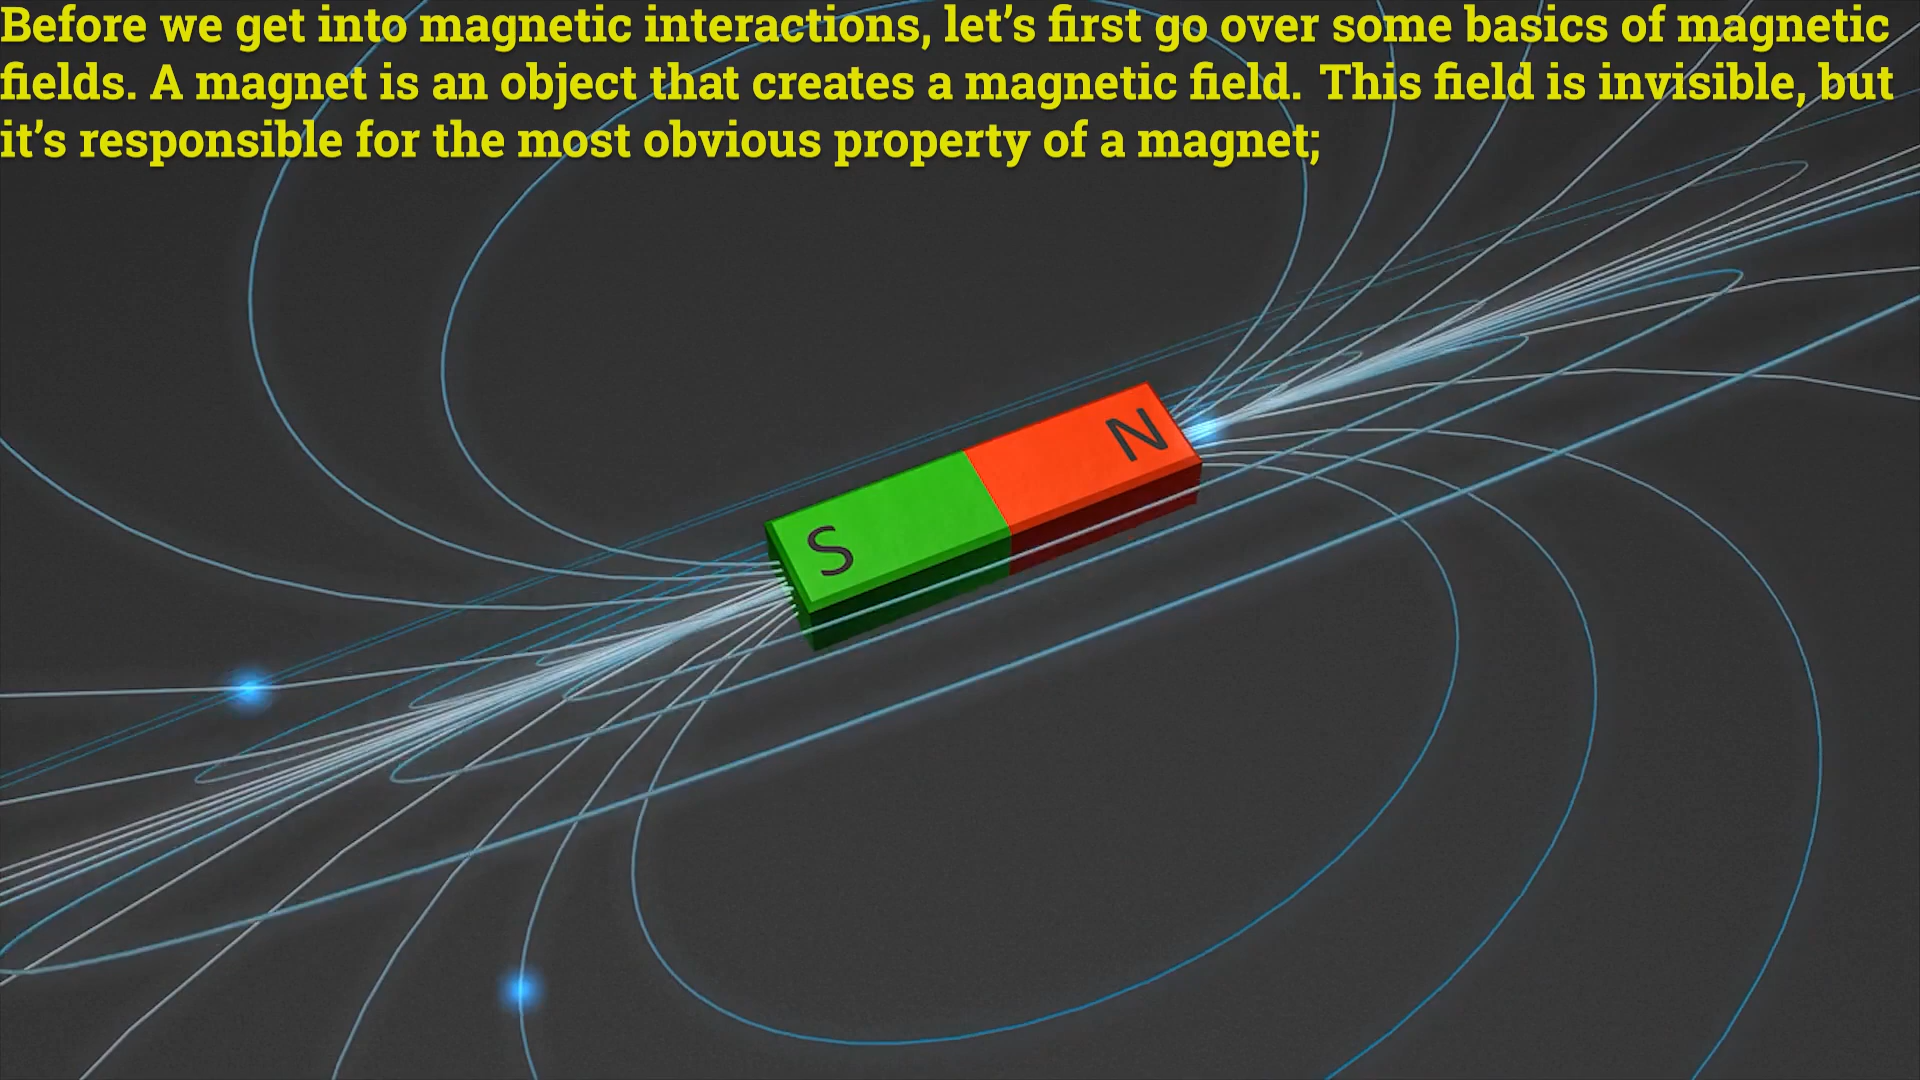 Before we get into magnetic interactions, let’s first go over some basics of magnetic
fields. A magnet is an object that creates a magnetic field. This field is invisible, but
it’s responsible for the most obvious property of a magnet;
N
S